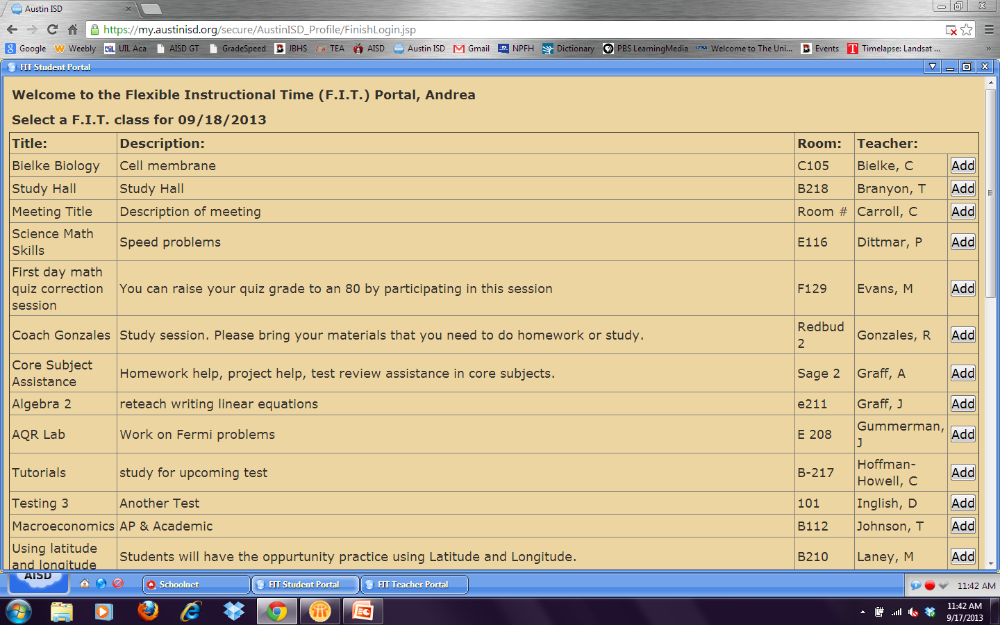 Austin ISD
https://my.austinisd.org/secure/AustinISD_Profile/FinishLogin.jsp
Google Weebly UIL Aca AISD GT GradeSpeed JBHS TEA AISD Austin ISD Gmail NPFH Dictionary PBS LearningMedia Welcome to The Uni... Events Timelapse: Landsat ... »
FIT Student Portal
Welcome to the Flexible Instructional Time (F.I.T.) Portal, Andrea
Select a F.I.T. class for 09/18/2013
Title: Description: Room: Teacher:
Bielke Biology Cell membrane C105 Bielke, C Add
Study Hall Study Hall B218 Branyon, T Add
Meeting Title Description of meeting Room # Carroll, C Add
Science Math
Skills Speed problems E116 Dittmar, P Add
First day math
quiz correction You can raise your quiz grade to an 80 by participating in this session F129 Evans, M Add
session
Coach Gonzales Study session. Please bring your materials that you need to do homework or study. Redbud
2 Gonzales, R Add
Core Subject
Assistance Homework help, project help, test review assistance in core subjects. Sage 2 Graff, A Add
Algebra 2 reteach writing linear equations e211 Graff, J Add
AQR Lab Work on Fermi problems E 208 Gummerman,
J Add
Tutorials study for upcoming test B-217 Hoffman-
Howell, C Add
Testing 3 Another Test 101 Inglish, D Add
Macroeconomics AP & Academic B112 Johnson, T Add
Using latitude
and longitude Students will have the oppurtunity practice using Latitude and Longitude. B210 Laney, M Add
AISD Schoolnet FIT Student Portal FIT Teacher Portal 11:42 AM
11:42 AM
9/17/2013